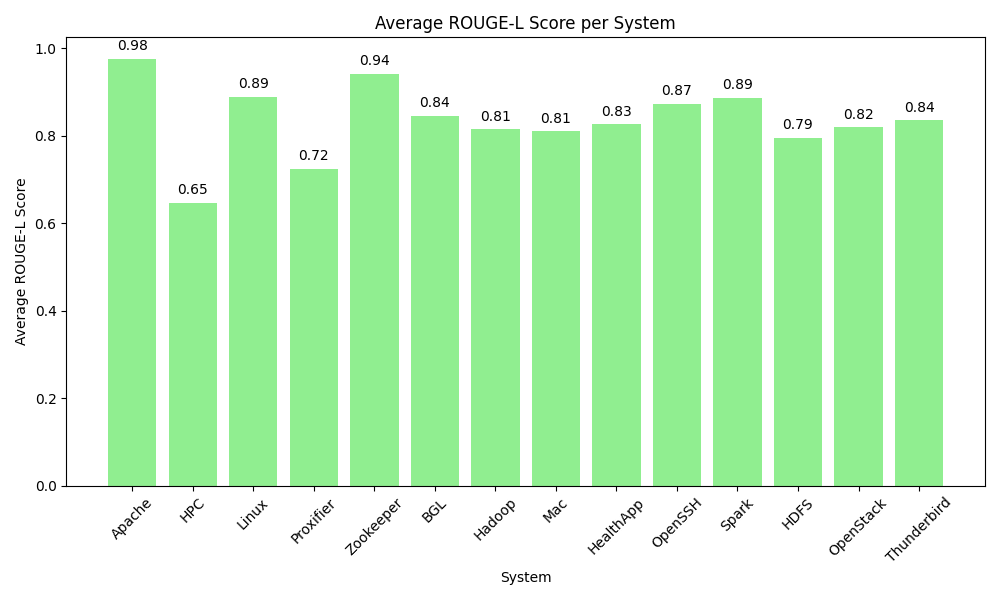 Average ROUGE-L Score per System
Average ROUGE-L Score
1.0
0.8
0.6
0.4
0.2
0.0
0.98
0.65
0.89
0.72
0.94
0.84
0.81
0.81
0.83
0.87
0.89
0.79
0.82
0.84
Apache
HPC
Linux
Proxifier
Zookeeper
BGL
Hadoop
Mac
HealthApp
OpenSSH
Spark
HDFS
OpenStack
Thunderbird
System